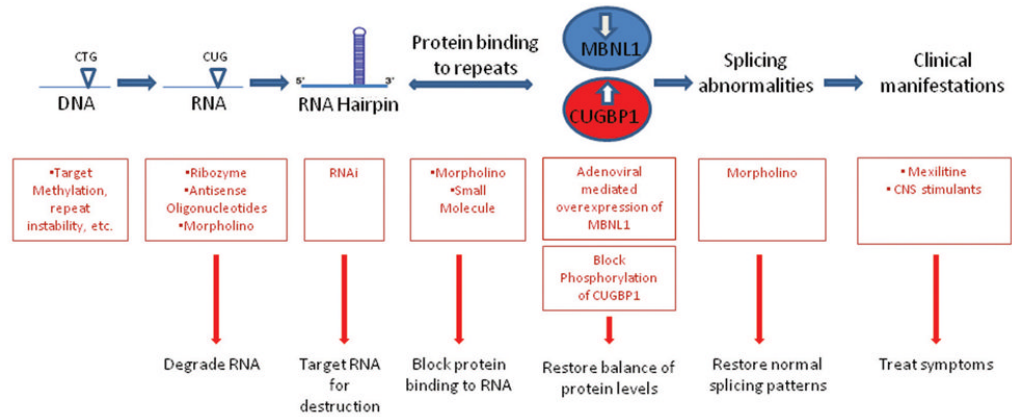 CTG
DNA
CUG
RNA
5'
3'
RNA Hairpin
Protein binding
to repeats
MBNL1
CUGBP1
Splicing
abnormalities
Clinical
manifestations
▪Target
Methylation,
repeat
instability, etc.
▪Ribozyme
▪Antisense
Oligonucleotides
▪Morpholino
RNAi
▪Morpholino
▪Small
Molecule
Adenoviral
mediated
overexpression of
MBNL1
Block
Phosphorylation
of CUGBP1
Morpholino
▪ Mexilitine
▪ CNS stimulants
Degrade RNA
Target RNA
for
destruction
Block protein
binding to RNA
Restore balance of
protein levels
Restore normal
splicing patterns
Treat symptoms